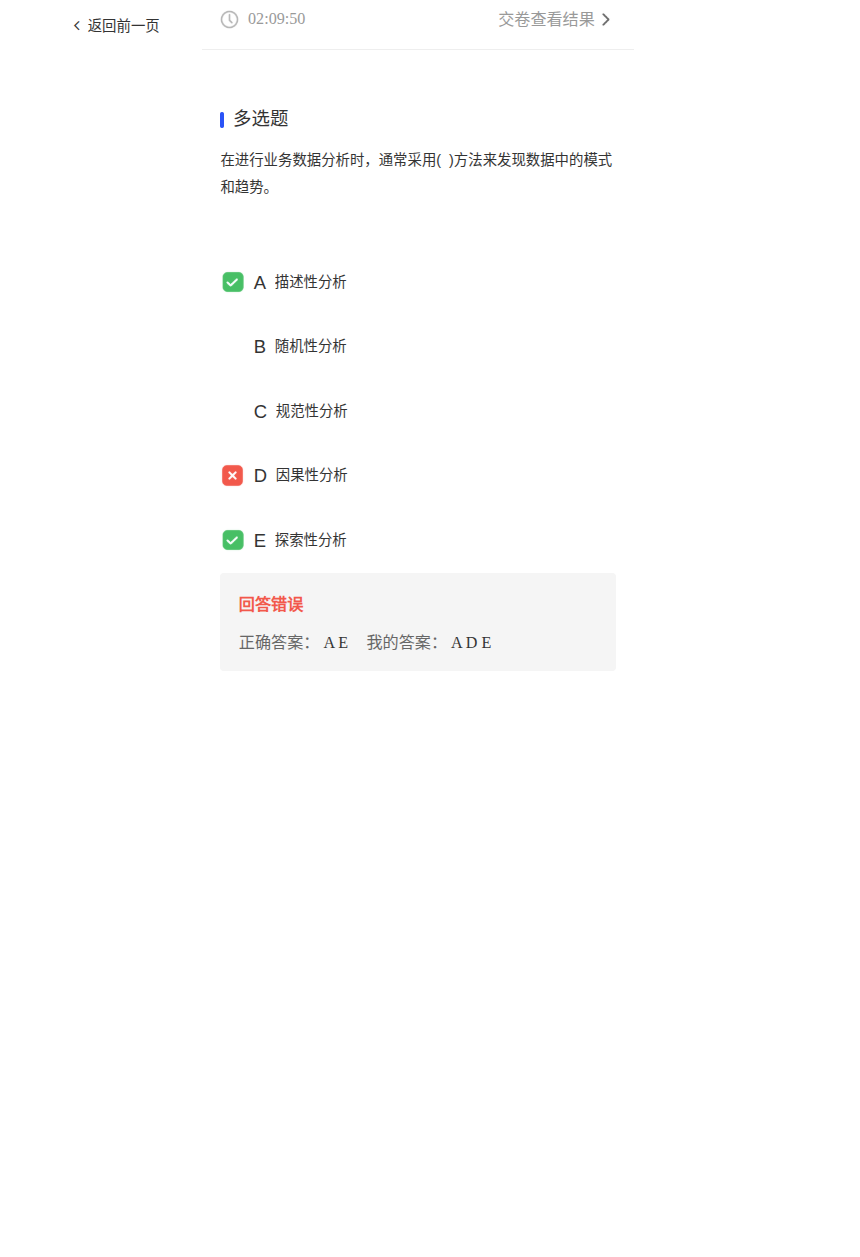 返回前一页
02:09:50 交卷查看结果
多选题
在进行业务数据分析时，通常采用( )方法来发现数据中的模式
和趋势。
A 描述性分析
B 随机性分析
C 规范性分析
D 因果性分析
E 探索性分析
回答错误
正确答案： A E 我的答案： A D E